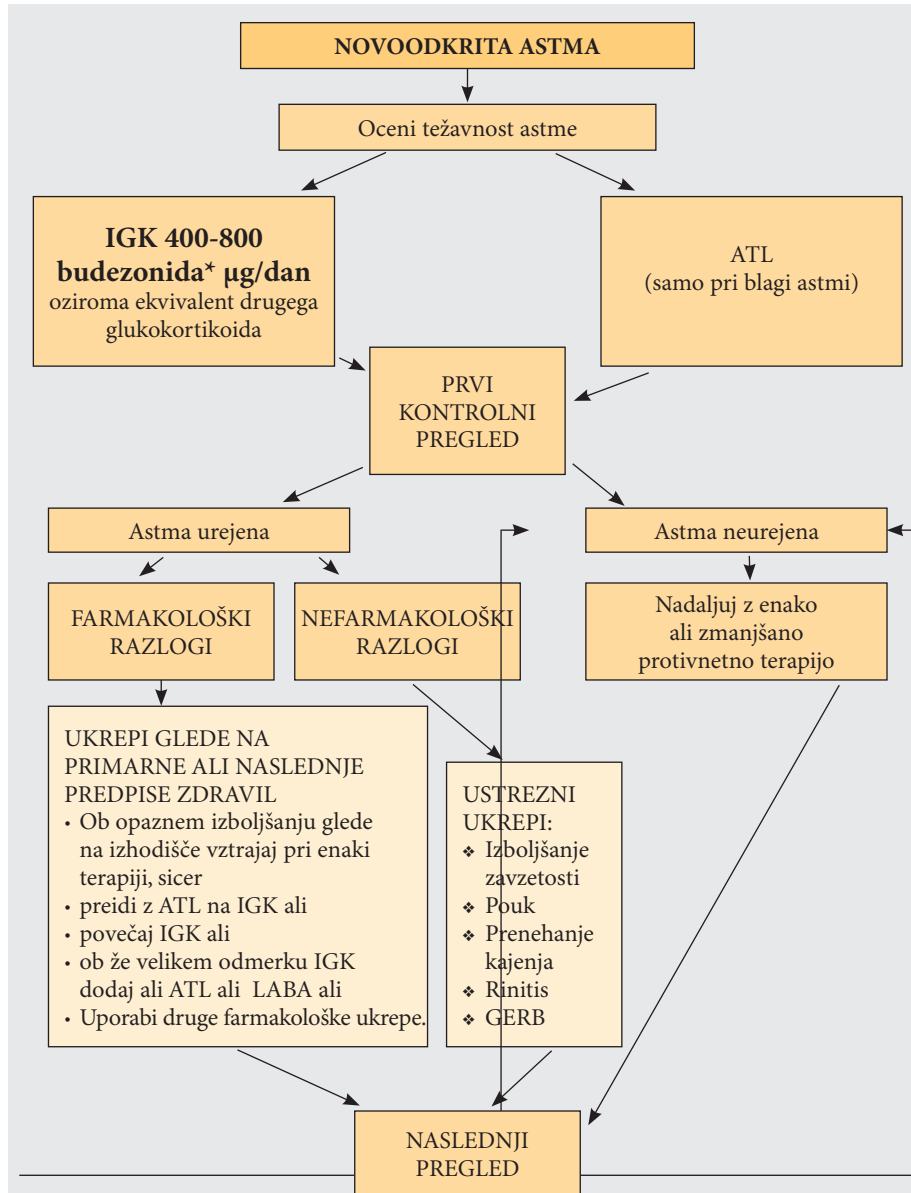 NOVOODKRITA ASTMA
Oceni težavnost astme
IGK 400-800
budezonida* µg/dan
oziroma ekvivalent drugega
glukokortikoida
ATL
(samo pri blagi astmi)
PRVI
KONTROLNI
PREGLED
Astma urejena
Astma neurejena
FARMAKOLOŠKI
RAZLOGI
NEFARMAKOLOŠKI
RAZLOGI
Nadaljuj z enako
ali zmanjšano
protivnetno terapijo
UKREPI GLEDE NA
PRIMARNE ALI NASLEDNJE
PREDPISE ZDRAVIL
• Ob opaznem izboljšanju glede
na izhodišče vztrajaj pri enaki
terapiji, sicer
• preidi z ATL na IGK ali
• povečaj IGK ali
• ob že velikem odmerku IGK
dodaj ali ATL ali LABA ali
• Uporabi druge farmakološke ukrepe.
USTREZNI
UKREPI:
❖ Izboljšanje
zavzetosti
❖ Pouk
❖ Prenehanje
kajenja
❖ Rinitis
❖ GERB
NASLEDNJI
PREGLED